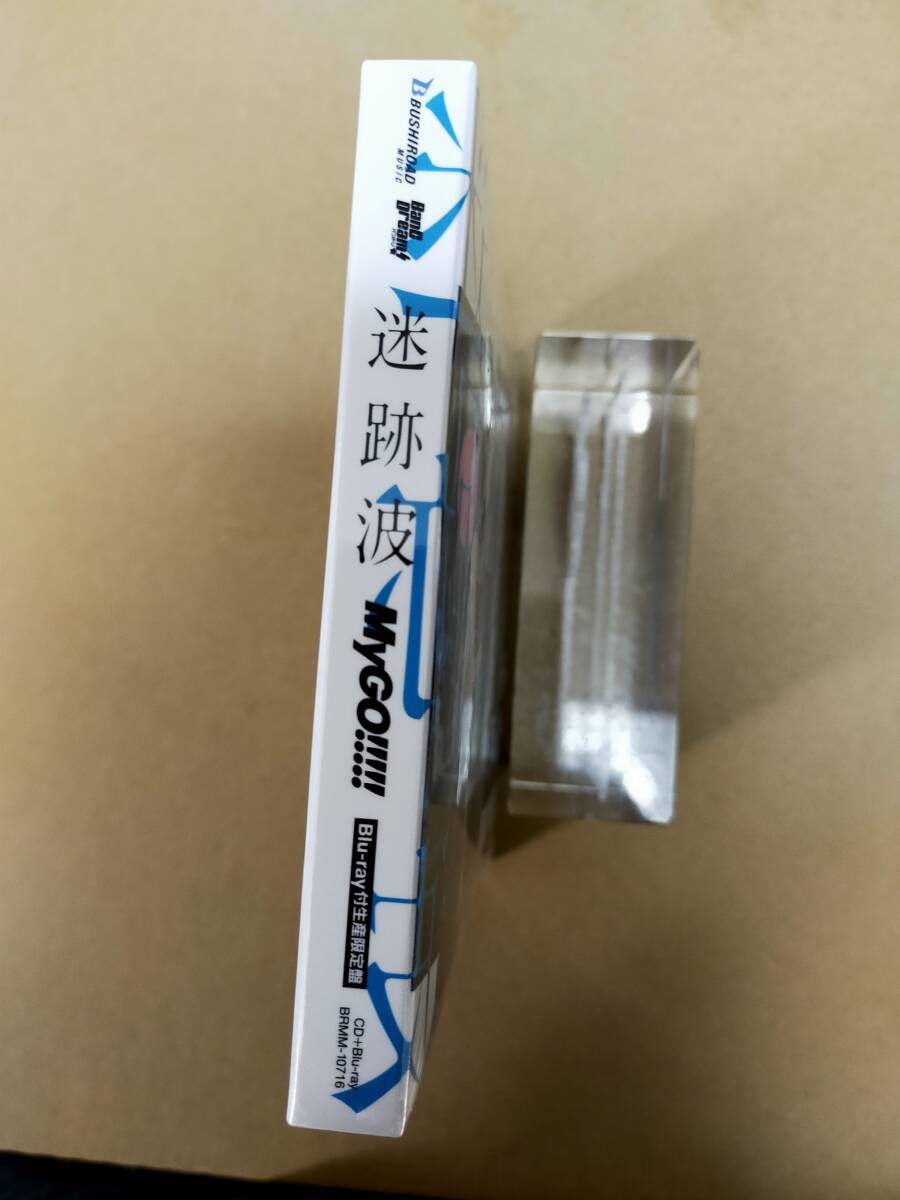 BUSHIROAD
MUSIC
BanG
Dream!
迷跡波
MyGO!!!!!
Blu-ray付生産限定盤
CD+Blu-ray
BRMM-10716